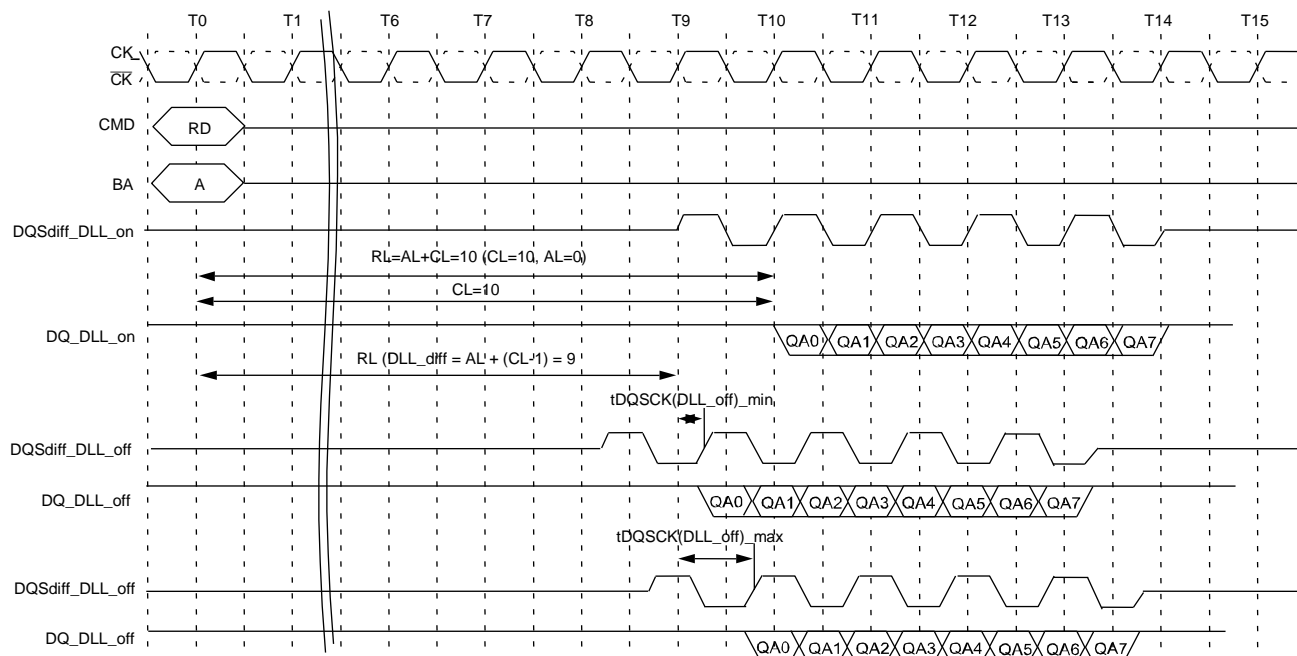 T0 T1 T6 T7 T8 T9 T10 T11 T12 T13 T14 T15
CK
CK
CMD RD
BA A
DQSdiff_DLL_on
RL=AL+CL=10 (CL=10, AL=0)
CL=10
DQ_DLL_on QA0 QA1 QA2 QA3 QA4 QA5 QA6 QA7
RL (DLL_diff = AL + (CL-1) = 9
tDQSCK(DLL_off)_min
DQSdiff_DLL_off
DQ_DLL_off QA0 QA1 QA2 QA3 QA4 QA5 QA6 QA7
tDQSCK(DLL_off)_max
DQSdiff_DLL_off
DQ_DLL_off QA0 QA1 QA2 QA3 QA4 QA5 QA6 QA7